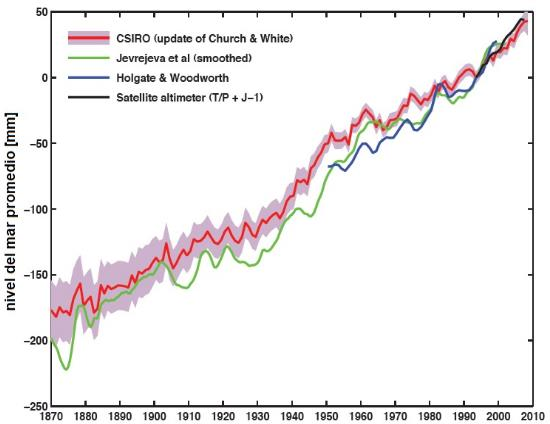 50
CSIRO (update of Church & White)
Jevrejeva et al (smoothed)
0
Holgate & Woodworth
Satellite altimeter (T/P + J−1)
−50
nivel del mar promedio [mm]
−100
−150
−200
−250
1870 1880 1890 1900 1910 1920 1930 1940 1950 1960 1970 1980 1990 2000 2010